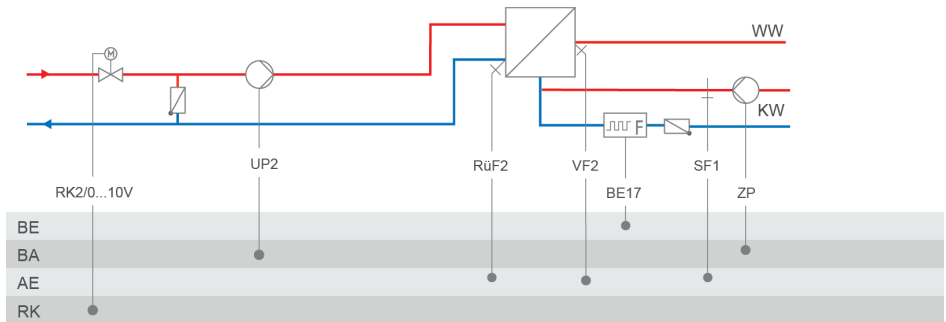 M
WW
KW
F
UP2
RüF2
VF2
SF1
RK2/0...10V
BE17
ZP
BE
BA
AE
RK